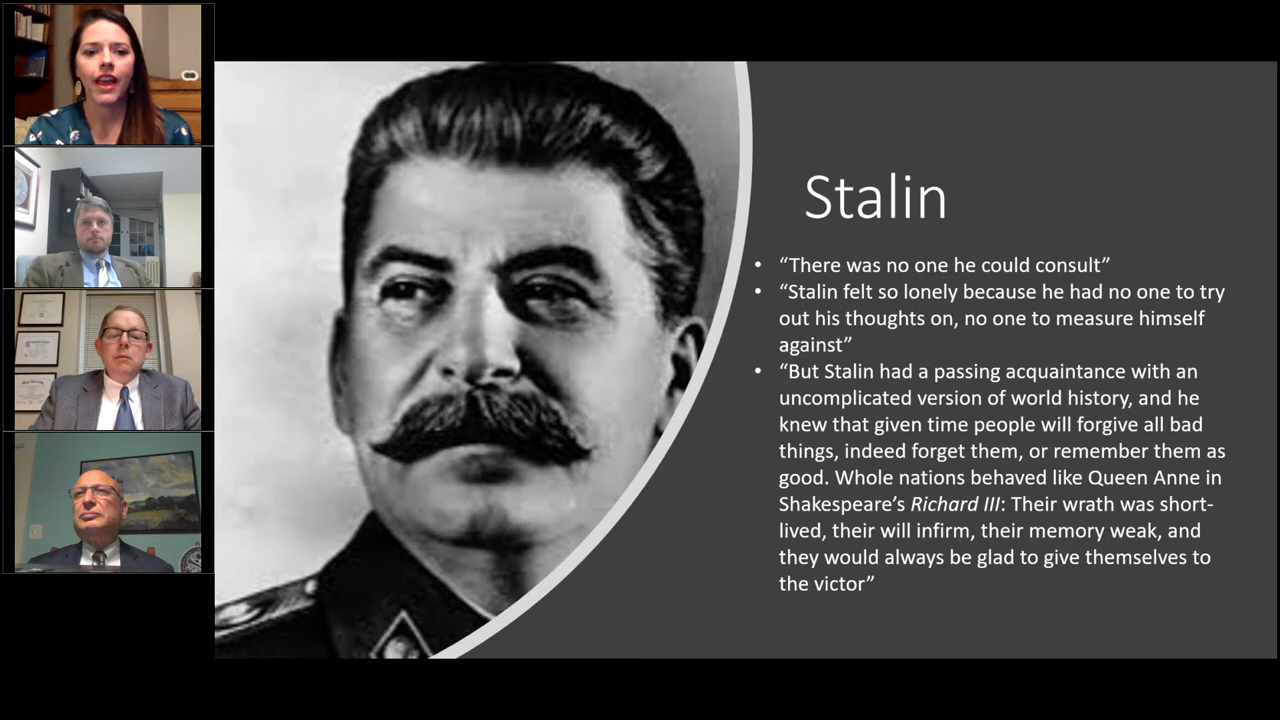 Stalin
• “There was no one he could consult”
• “Stalin felt so lonely because he had no one to try
out his thoughts on, no one to measure himself
against”
• “But Stalin had a passing acquaintance with an
uncomplicated version of world history, and he
knew that given time people will forgive all bad
things, indeed forget them, or remember them as
good. Whole nations behaved like Queen Anne in
Shakespeare’s Richard III: Their wrath was short-
lived, their will infirm, their memory weak, and
they would always be glad to give themselves to
the victor”